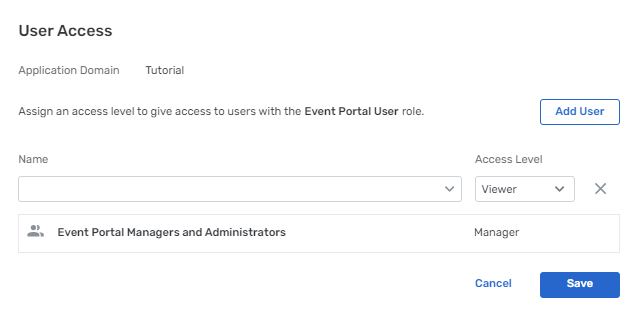 User Access
Application Domain Tutorial
Assign an access level to give access to users with the Event Portal User role.
Add User
Name Access Level
Viewer
Event Portal Managers and Administrators Manager
Cancel Save